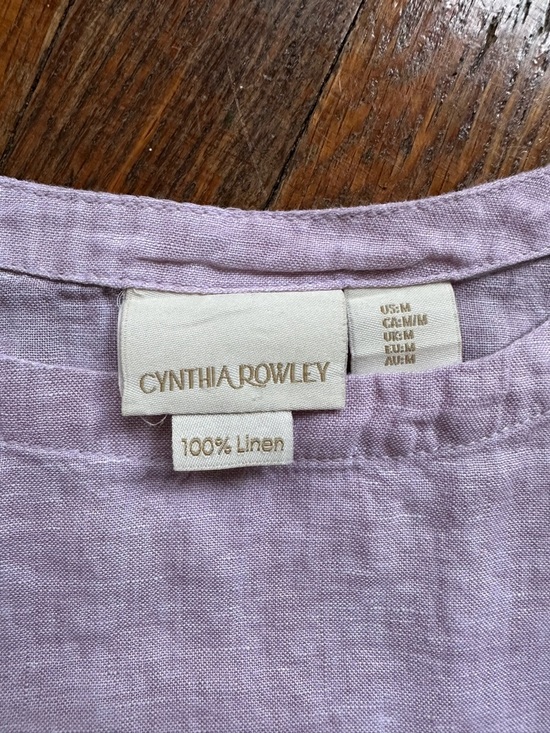 CYNTHIA ROWLEY
100% Linen
US:M
CA:M/M
UK:M
EU:M
AU:M